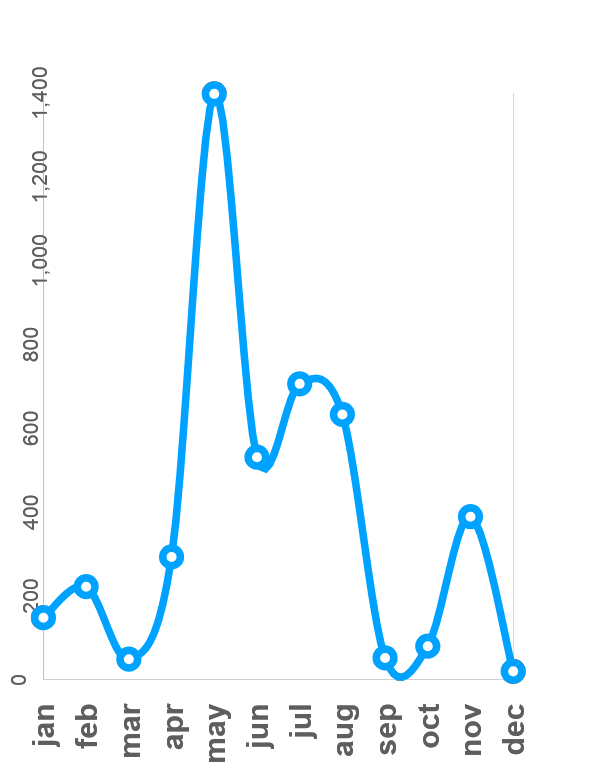 1,400
1,200
1,000
800
600
400
200
0
jan
feb
mar
apr
may
jun
jul
aug
sep
oct
nov
dec